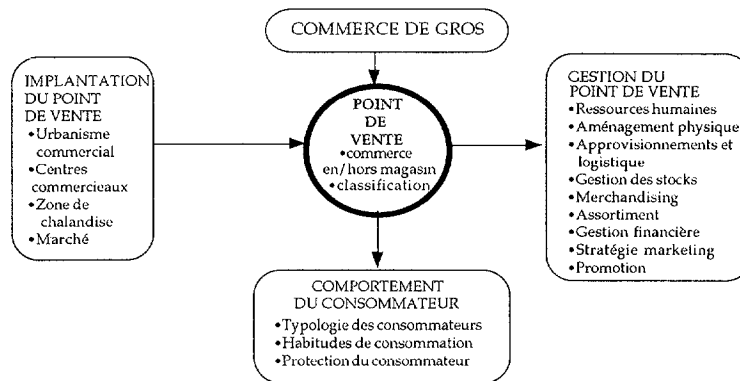 COMMERCE DE GROS
IMPLANTATION
DU POINT
DE VENTE
•Urbanisme
commercial
•Centres
commercieaux
•Zone de
chalandise
•Marché
POINT
DE
VENTE
•commerce
en/hors magasin
•classification
GESTION DU
POINT DE VENTE
•Ressources humaines
•Aménagement physique
•Approvisionnements et
logistique
•Gestion des stocks
•Merchandising
•Assortiment
•Gestion financière
•Stratégie marketing
•Promotion
COMPORTEMENT
DU CONSOMMATEUR
•Typologie des consommateurs
•Habitudes de consommation
•Protection du consommateur